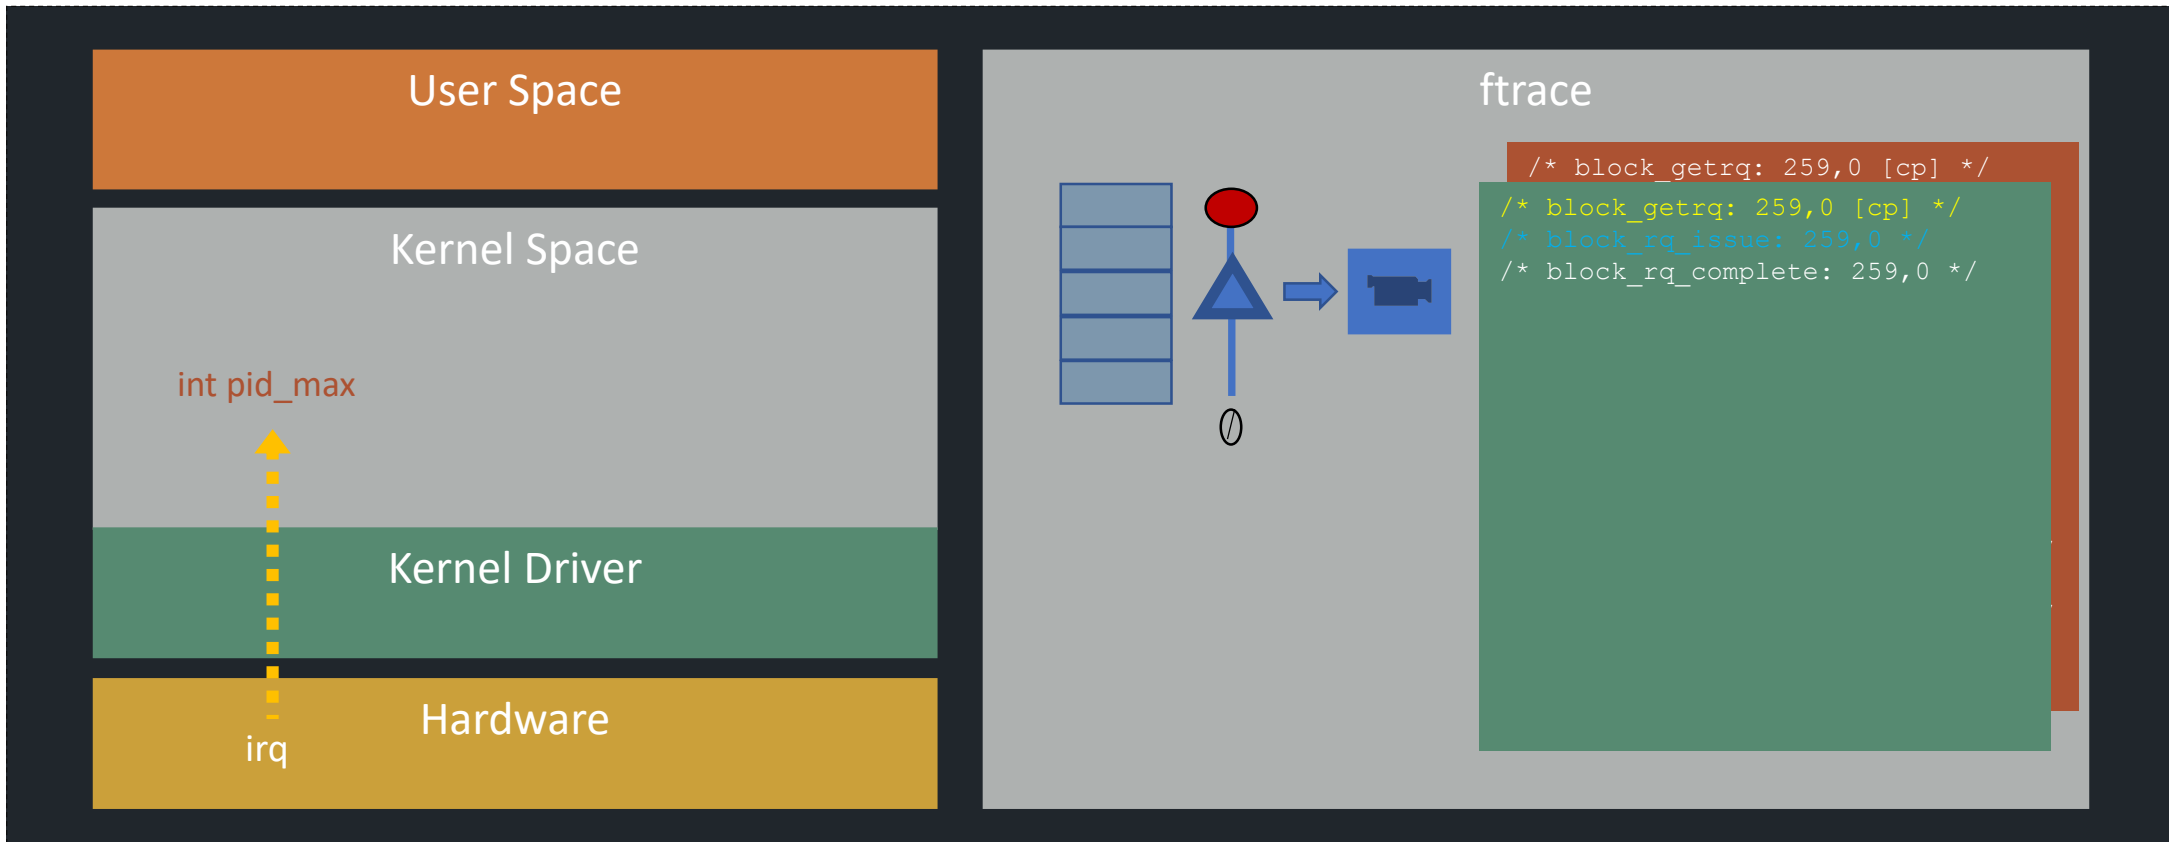 User Space
Kernel Space
int pid_max
Kernel Driver
Hardware
irq
ftrace
/* block_getrq: 259,0 [cp] */
/* block_getrq: 259,0 [cp] */
/* block_rq_issue: 259,0 */
/* block_rq_complete: 259,0 */